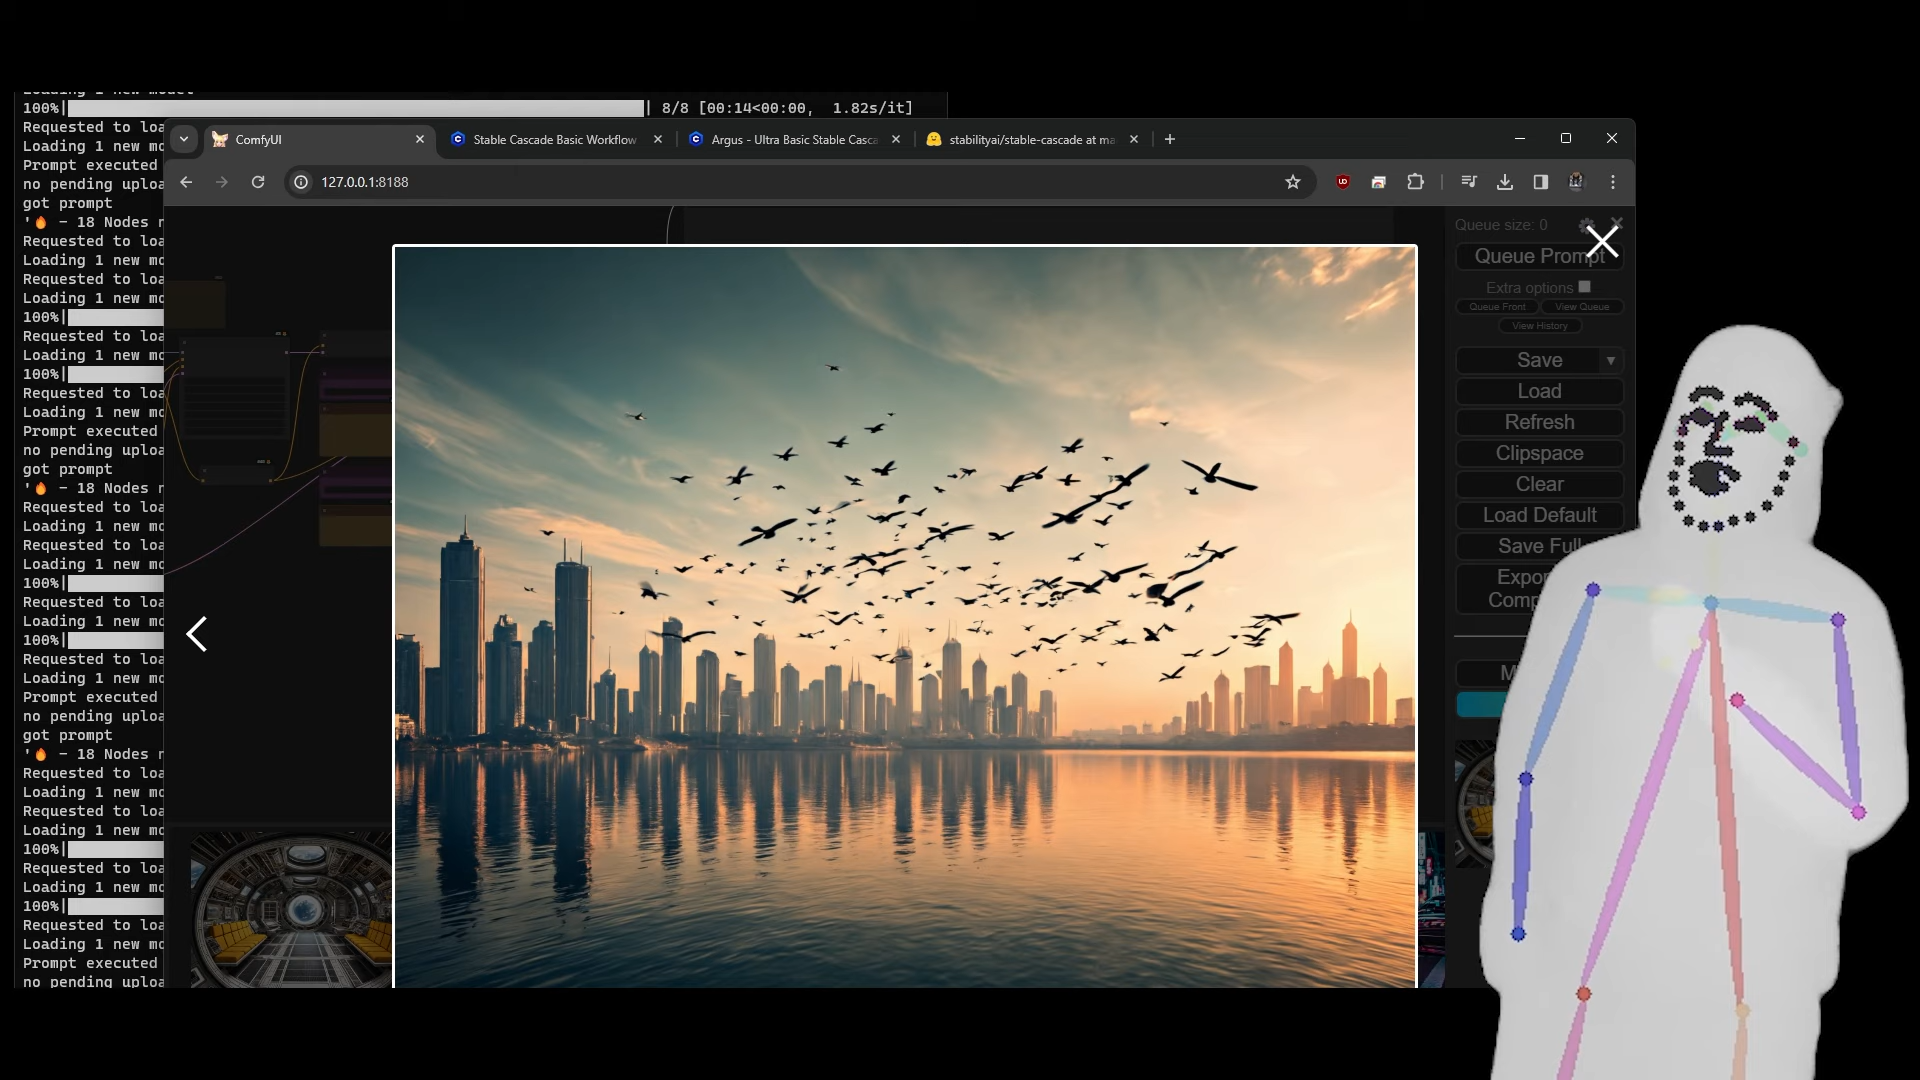 100%| | 8/8 [00:14<00:00, 1.82s/it]
Requested to loa
Loading 1 new mo
Prompt executed
no pending uploa
got prompt
'🔥 - 18 Nodes n
Requested to loa
Loading 1 new mo
Requested to loa
Loading 1 new mo
100%|
Requested to loa
Loading 1 new mo
100%|
Requested to loa
Loading 1 new mo
Prompt executed
no pending uploa
got prompt
'🔥 - 18 Nodes n
Requested to loa
Loading 1 new mo
Requested to loa
Loading 1 new mo
100%|
Requested to loa
Loading 1 new mo
100%|
Requested to loa
Loading 1 new mo
Prompt executed
no pending uploa
got prompt
'🔥 - 18 Nodes n
Requested to loa
Loading 1 new mo
Requested to loa
Loading 1 new mo
100%|
Requested to loa
Loading 1 new mo
100%|
Requested to loa
Loading 1 new mo
Prompt executed
no pending uploa
ComfyUI
Stable Cascade Basic Workflow
Argus - Ultra Basic Stable Casca
stabilityai/stable-cascade at ma
127.0.0.1:8188
Queue size: 0
Queue Prompt
Extra options
Queue Front View Queue
View History
Save
Load
Refresh
Clipspace
Clear
Load Default
Save Full
Expo
Comp
M